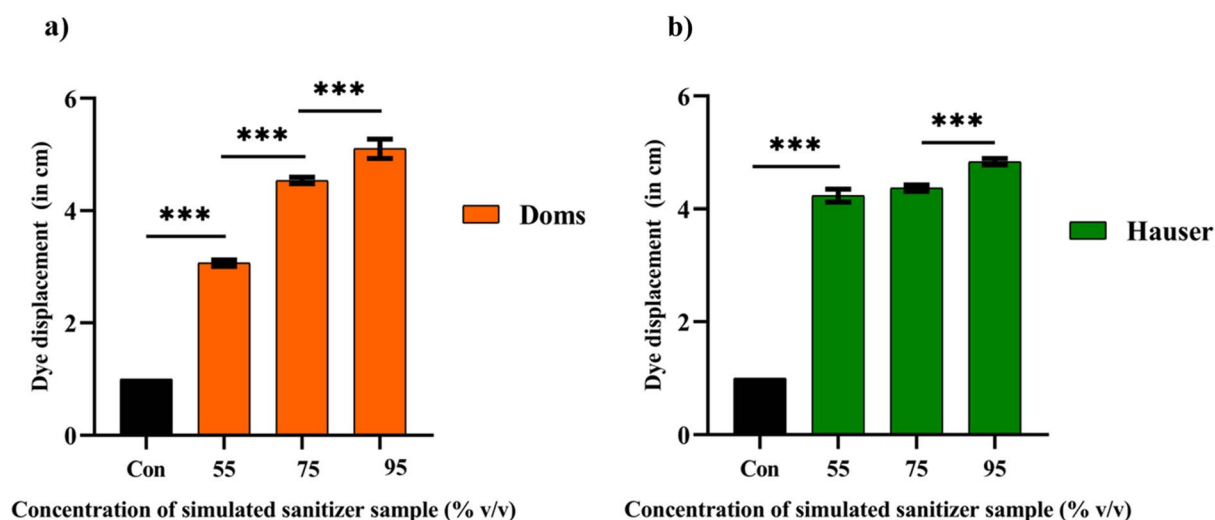 a)
Dye displacement (in cm)
6
4
2
0
***
***
***
Con 55 75 95
Concentration of simulated sanitizer sample (% v/v)
Doms
b)
Dye displacement (in cm)
6
4
2
0
***
***
Con 55 75 95
Concentration of simulated sanitizer sample (% v/v)
Hauser